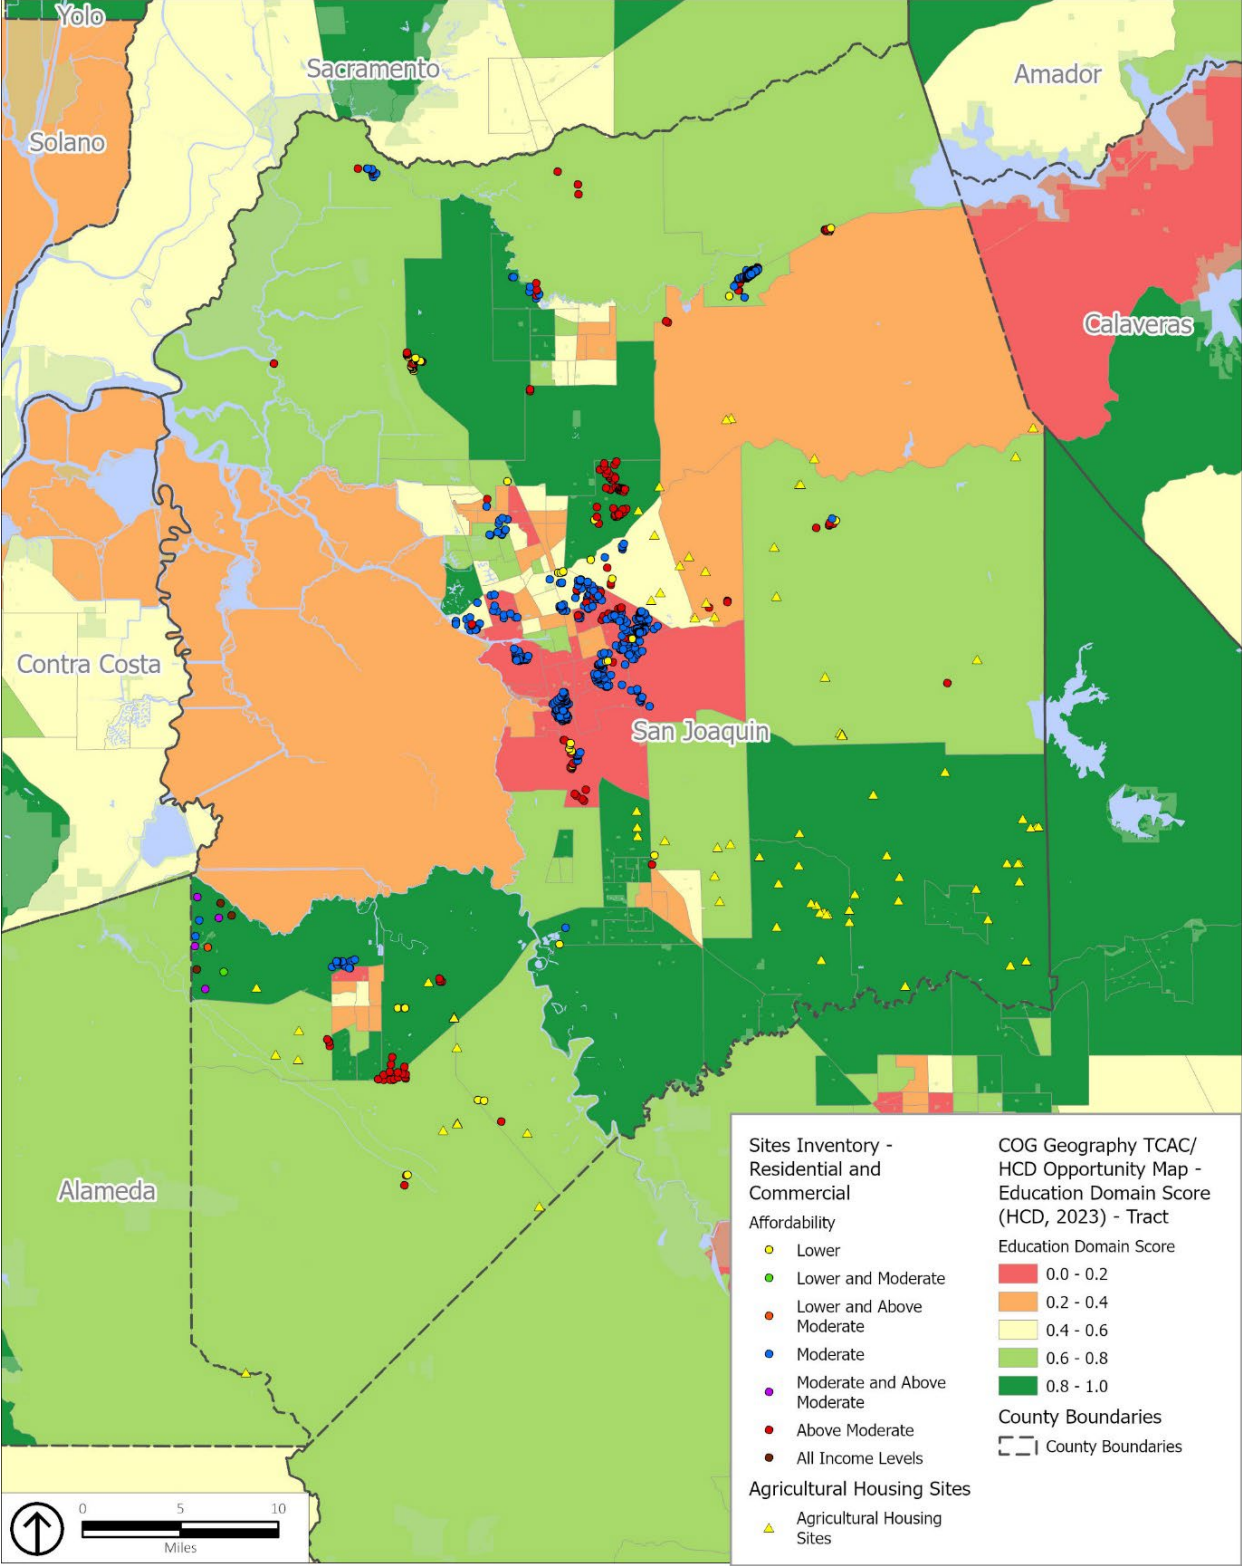 Yolo
Sacramento
Amador
Solano
Calaveras
Contra Costa
San Joaquin
Alameda
Sites Inventory -
Residential and
Commercial
Affordability
Lower
Lower and Moderate
Lower and Above
Moderate
Moderate
Moderate and Above
Moderate
Above Moderate
All Income Levels
Agricultural Housing Sites
Agricultural Housing
Sites
COG Geography TCAC/
HCD Opportunity Map -
Education Domain Score
(HCD, 2023) - Tract
Education Domain Score
0.0 - 0.2
0.2 - 0.4
0.4 - 0.6
0.6 - 0.8
0.8 - 1.0
County Boundaries
County Boundaries
0 5 10
Miles